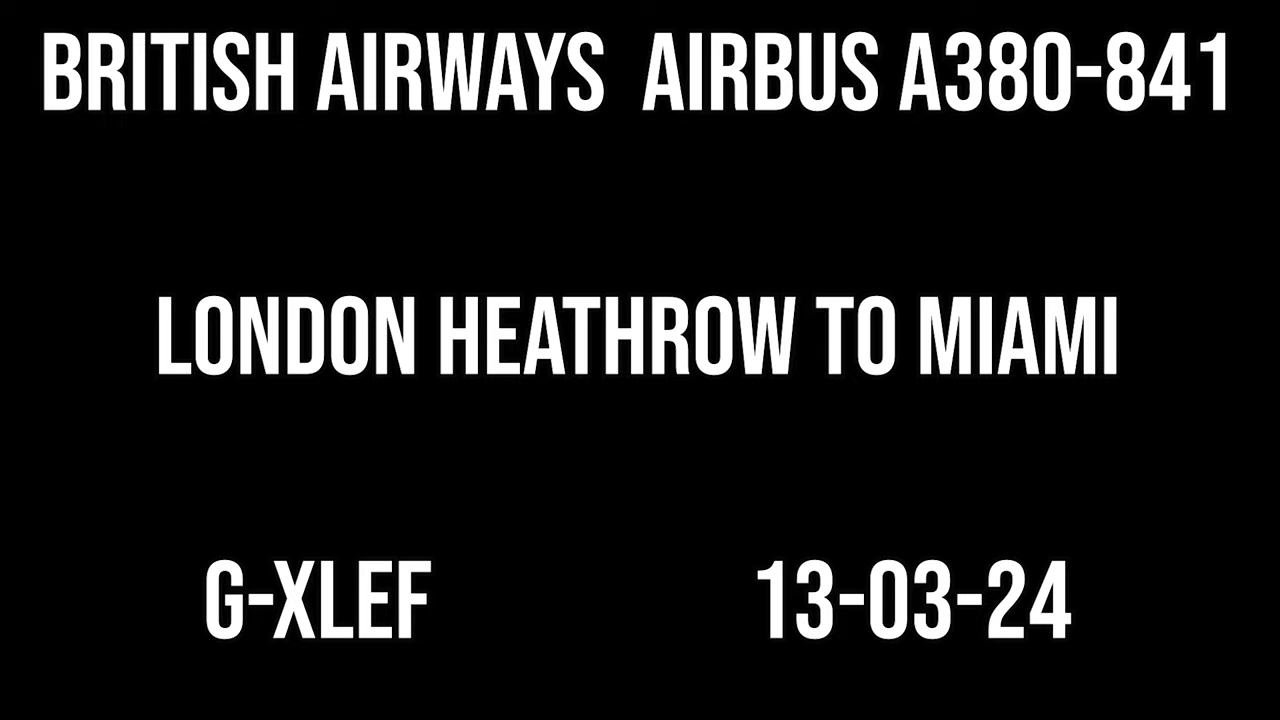 BRITISH AIRWAYS AIRBUS A380-841
LONDON HEATHROW TO MIAMI
G-XLEF 13-03-24